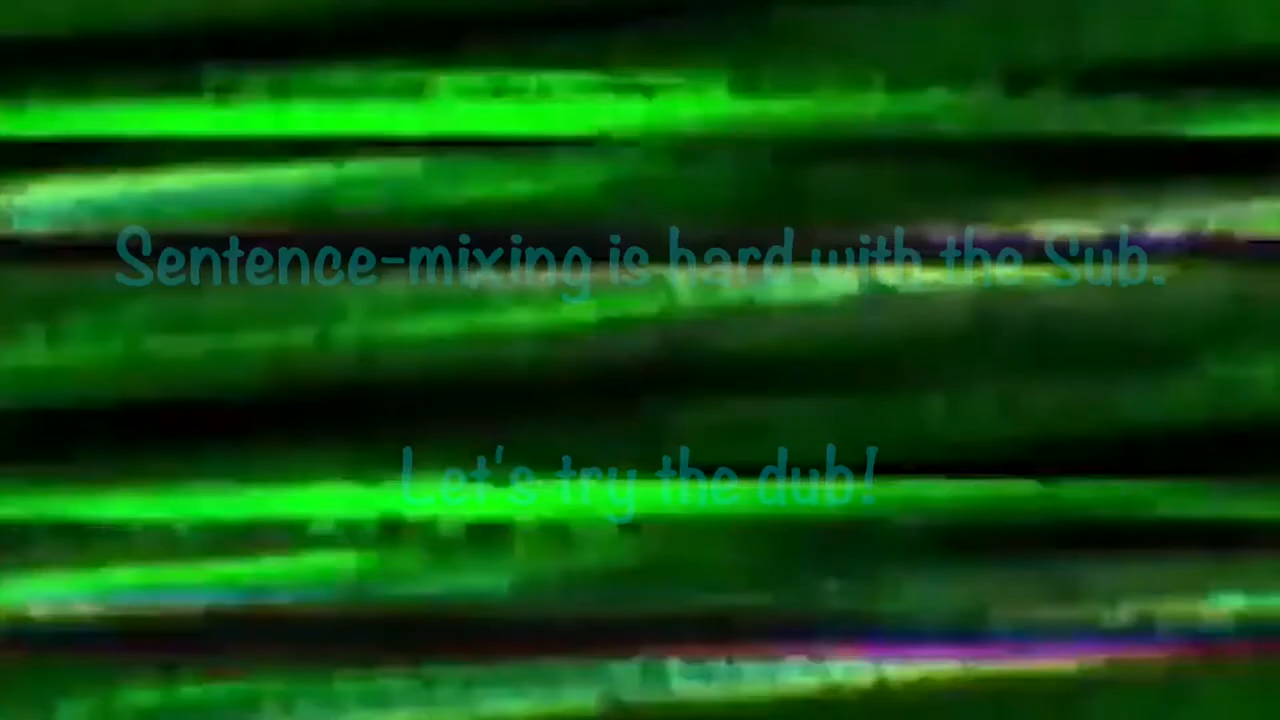 Sentence-mixing is hard with the Sub.
Let's try the dub!